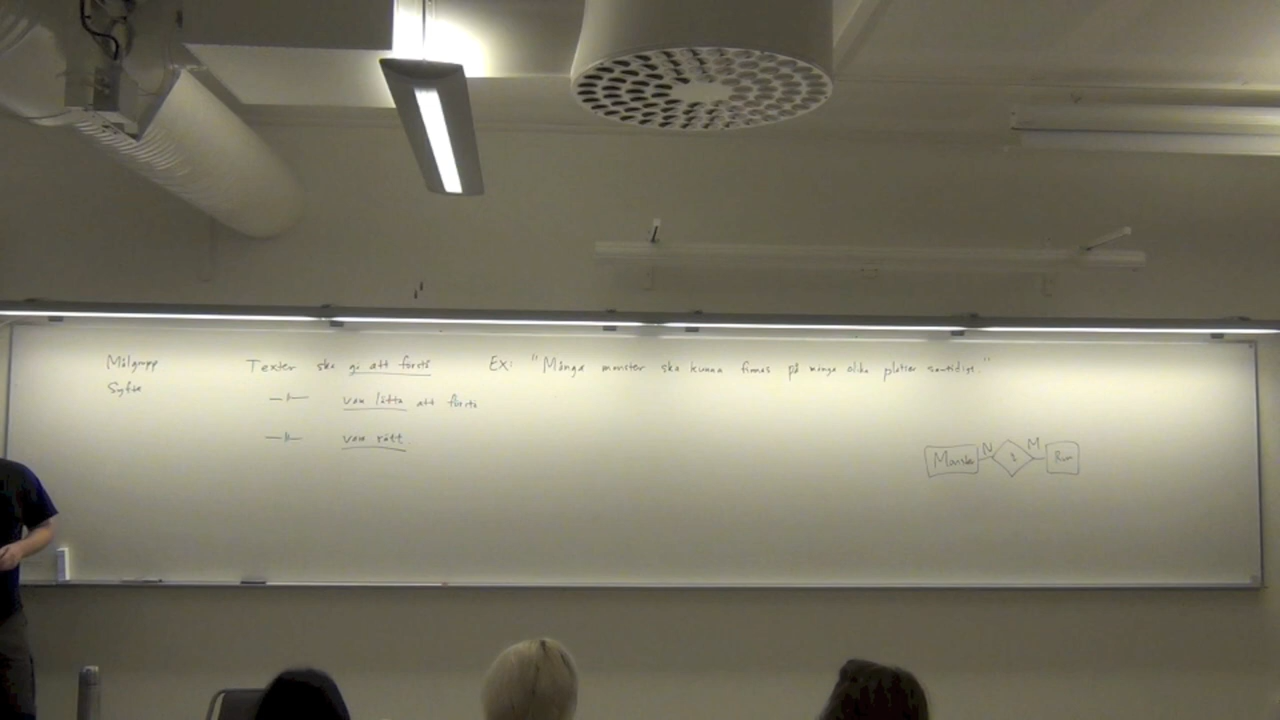 Målgrupp
Syfte
Texter ska gå att förstå
—||— vara lätta att förstå
—||— vara rätt.
Ex: "Många monster ska kunna finnas på många olika platser samtidigt."
Monster N ? M Rum